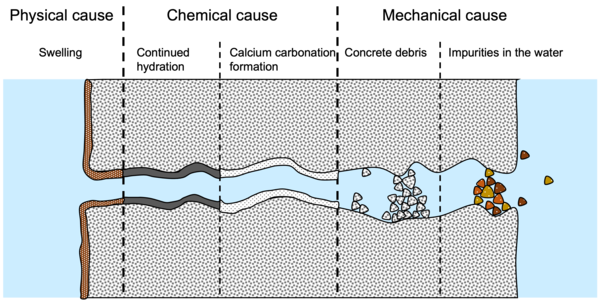 Physical cause
Chemical cause
Mechanical cause
Swelling
Continued
hydration
Calcium carbonation
formation
Concrete debris
Impurities in the water